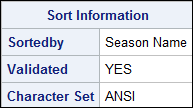 Sort Information
Sortedby Season Name
Validated YES
Character Set ANSI